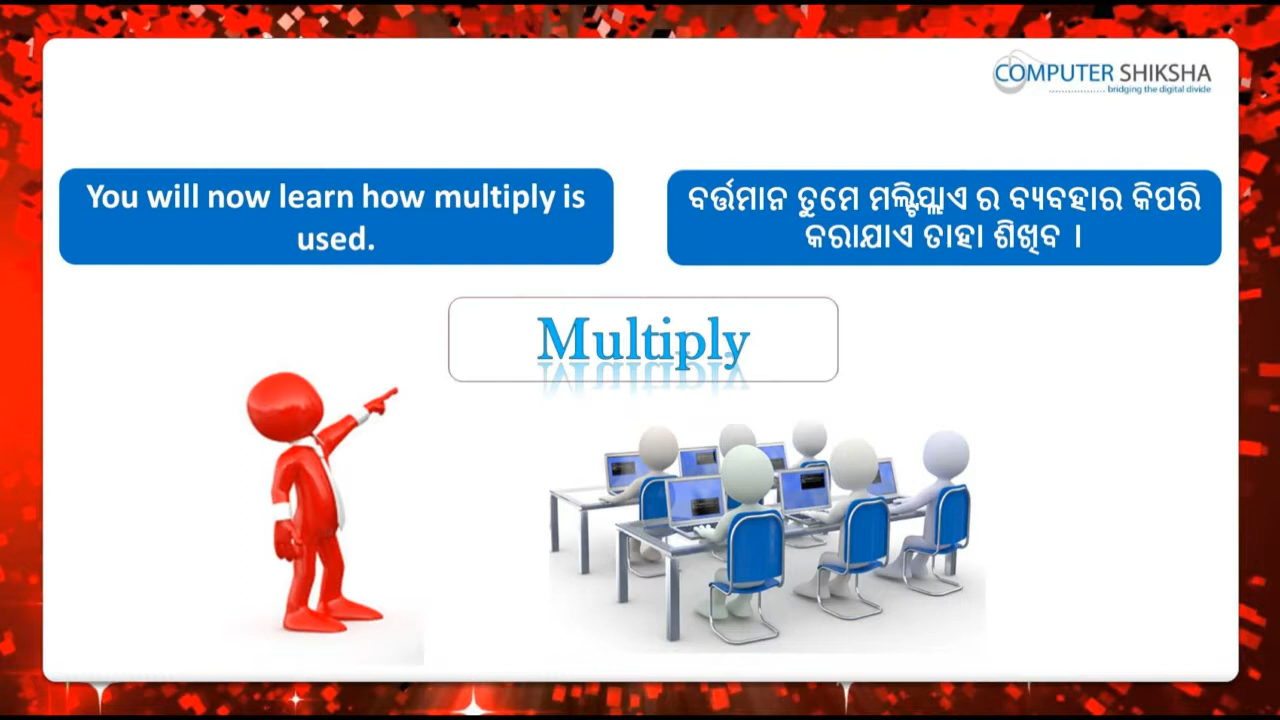 COMPUTER SHIKSHA
bridging the digital divide
You will now learn how multiply is
used.
ବର୍ତ୍ତମାନ ତୁମେ ମଲ୍ଟିପ୍ଲାଏ ର ବ୍ୟବହାର କିପରି
କରାଯାଏ ତାହା ଶିଖିବ ।
Multiply